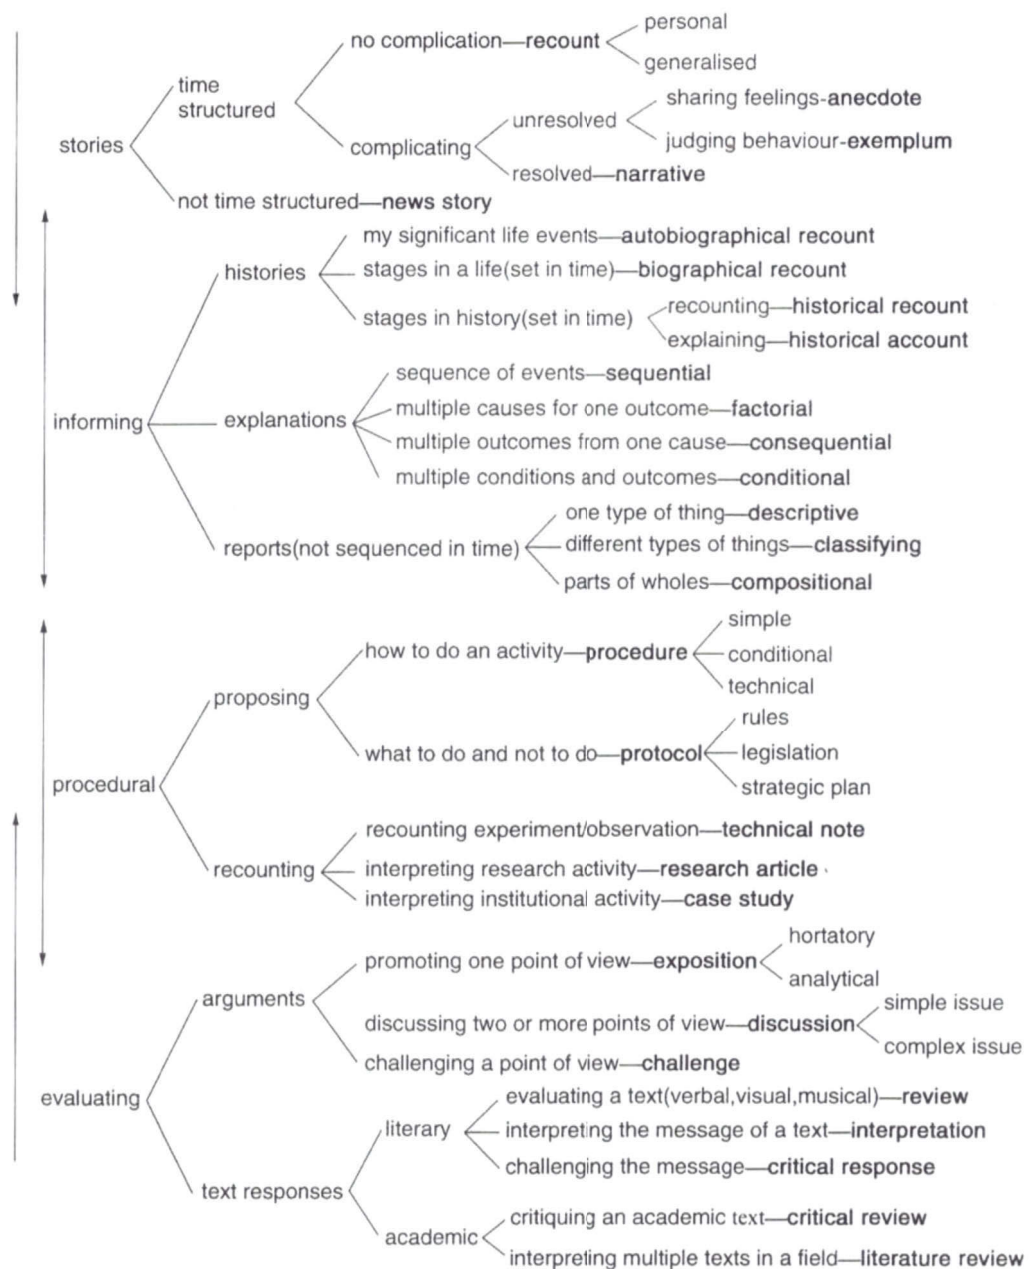 personal
no complication—recount
generalised
time
structured
sharing feelings-anecdote
unresolved
judging behaviour-exemplum
stories
complicating
resolved—narrative
not time structured—news story
my significant life events—autobiographical recount
histories
stages in a life(set in time)—biographical recount
recounting—historical recount
stages in history(set in time)
explaining—historical account
sequence of events—sequential
multiple causes for one outcome—factorial
informing
explanations
multiple outcomes from one cause—consequential
multiple conditions and outcomes—conditional
one type of thing—descriptive
reports(not sequenced in time)
different types of things—classifying
parts of wholes—compositional
simple
how to do an activity—procedure
conditional
technical
proposing
rules
what to do and not to do—protocol
legislation
strategic plan
procedural
recounting experiment/observation—technical note
recounting
interpreting research activity—research article
interpreting institutional activity—case study
hortatory
promoting one point of view—exposition
analytical
arguments
simple issue
discussing two or more points of view—discussion
complex issue
challenging a point of view—challenge
evaluating
evaluating a text(verbal,visual,musical)—review
literary
interpreting the message of a text—interpretation
challenging the message—critical response
text responses
critiquing an academic text—critical review
academic
interpreting multiple texts in a field—literature review